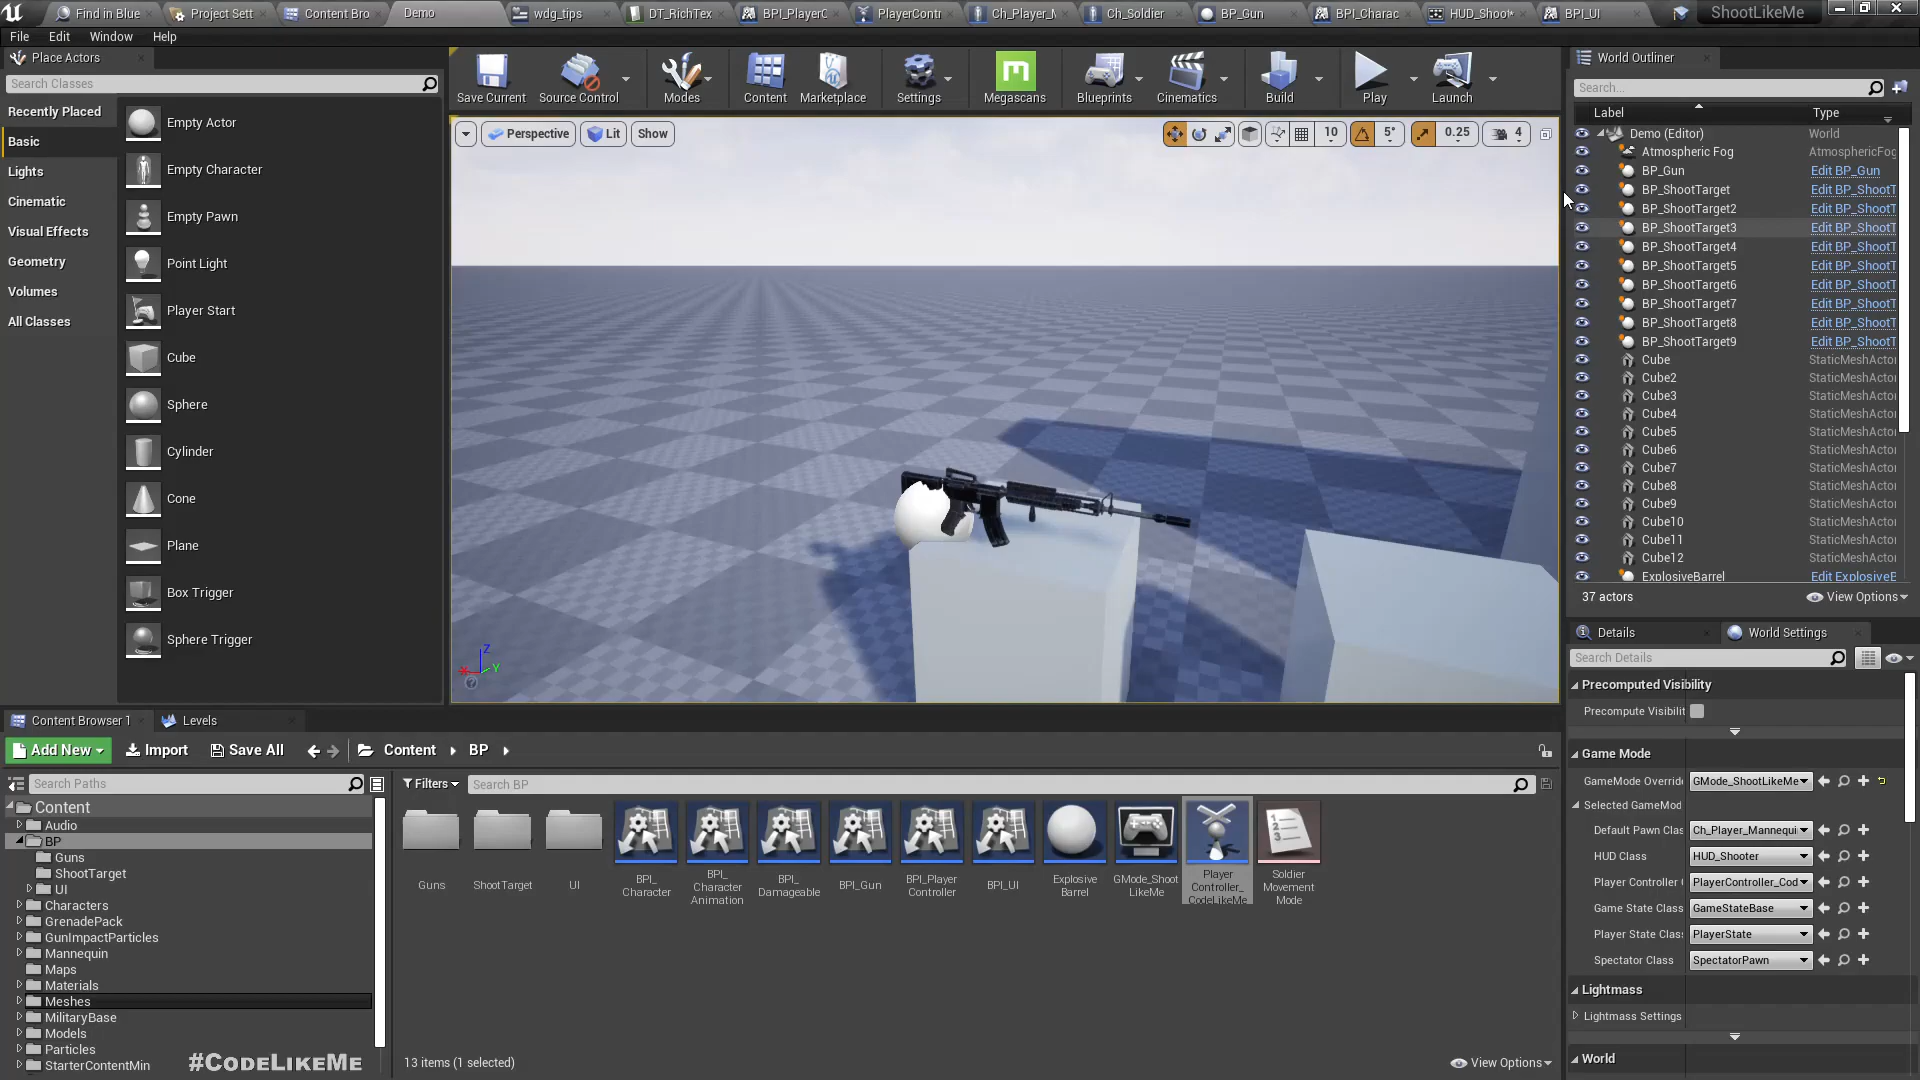 Find in Blue
Project Sett
Content Bro
Demo
wdg_tips
DT_RichTex
BPI_PlayerC
PlayerContr
Ch_Player_M
Ch_Soldier
BP_Gun
BPI_Charac
HUD_Shoot*
BPI_UI
ShootLikeMe
File
Edit
Window
Help
Place Actors
Search Classes
Recently Placed
Basic
Lights
Cinematic
Visual Effects
Geometry
Volumes
All Classes
Empty Actor
Empty Character
Empty Pawn
Point Light
Player Start
Cube
Sphere
Cylinder
Cone
Plane
Box Trigger
Sphere Trigger
Save Current
Source Control
Modes
Content
Marketplace
Settings
Megascans
Blueprints
Cinematics
Build
Play
Launch
Perspective
Lit
Show
10
5°
0.25
4
Z
Y
World Outliner
Search...
Label
Type
Demo (Editor)
World
Atmospheric Fog
AtmosphericFog
BP_Gun
Edit BP_Gun
BP_ShootTarget
Edit BP_ShootT
BP_ShootTarget2
Edit BP_ShootT
BP_ShootTarget3
Edit BP_ShootT
BP_ShootTarget4
Edit BP_ShootT
BP_ShootTarget5
Edit BP_ShootT
BP_ShootTarget6
Edit BP_ShootT
BP_ShootTarget7
Edit BP_ShootT
BP_ShootTarget8
Edit BP_ShootT
BP_ShootTarget9
Edit BP_ShootT
Cube
StaticMeshActor
Cube2
StaticMeshActor
Cube3
StaticMeshActor
Cube4
StaticMeshActor
Cube5
StaticMeshActor
Cube6
StaticMeshActor
Cube7
StaticMeshActor
Cube8
StaticMeshActor
Cube9
StaticMeshActor
Cube10
StaticMeshActor
Cube11
StaticMeshActor
Cube12
StaticMeshActor
ExplosiveBarrel
Edit ExplosiveB
37 actors
View Options
Details
World Settings
Search Details
Precomputed Visibility
Precompute Visibilit
Game Mode
GameMode Overrid
GMode_ShootLikeMe
Selected GameMod
Default Pawn Clas
Ch_Player_Mannequi
HUD Class
HUD_Shooter
Player Controller
PlayerController_Cod
Game State Class
GameStateBase
Player State Clas
PlayerState
Spectator Class
SpectatorPawn
Lightmass
Lightmass Settings
World
Content Browser 1
Levels
Add New
Import
Save All
Content
BP
Search Paths
Content
Audio
BP
Guns
ShootTarget
UI
Characters
GrenadePack
GunImpactParticles
Mannequin
Maps
Materials
Meshes
MilitaryBase
Models
Particles
StarterContentMin
Filters
Search BP
Guns
ShootTarget
UI
BPI_
Character
BPI_
Character
Animation
BPI_
Damageable
BPI_Gun
BPI_Player
Controller
BPI_UI
Explosive
Barrel
GMode_Shoot
LikeMe
Player
Controller_
CodeLikeMe
Soldier
Movement
Mode
13 items (1 selected)
View Options
#CODELIKEME